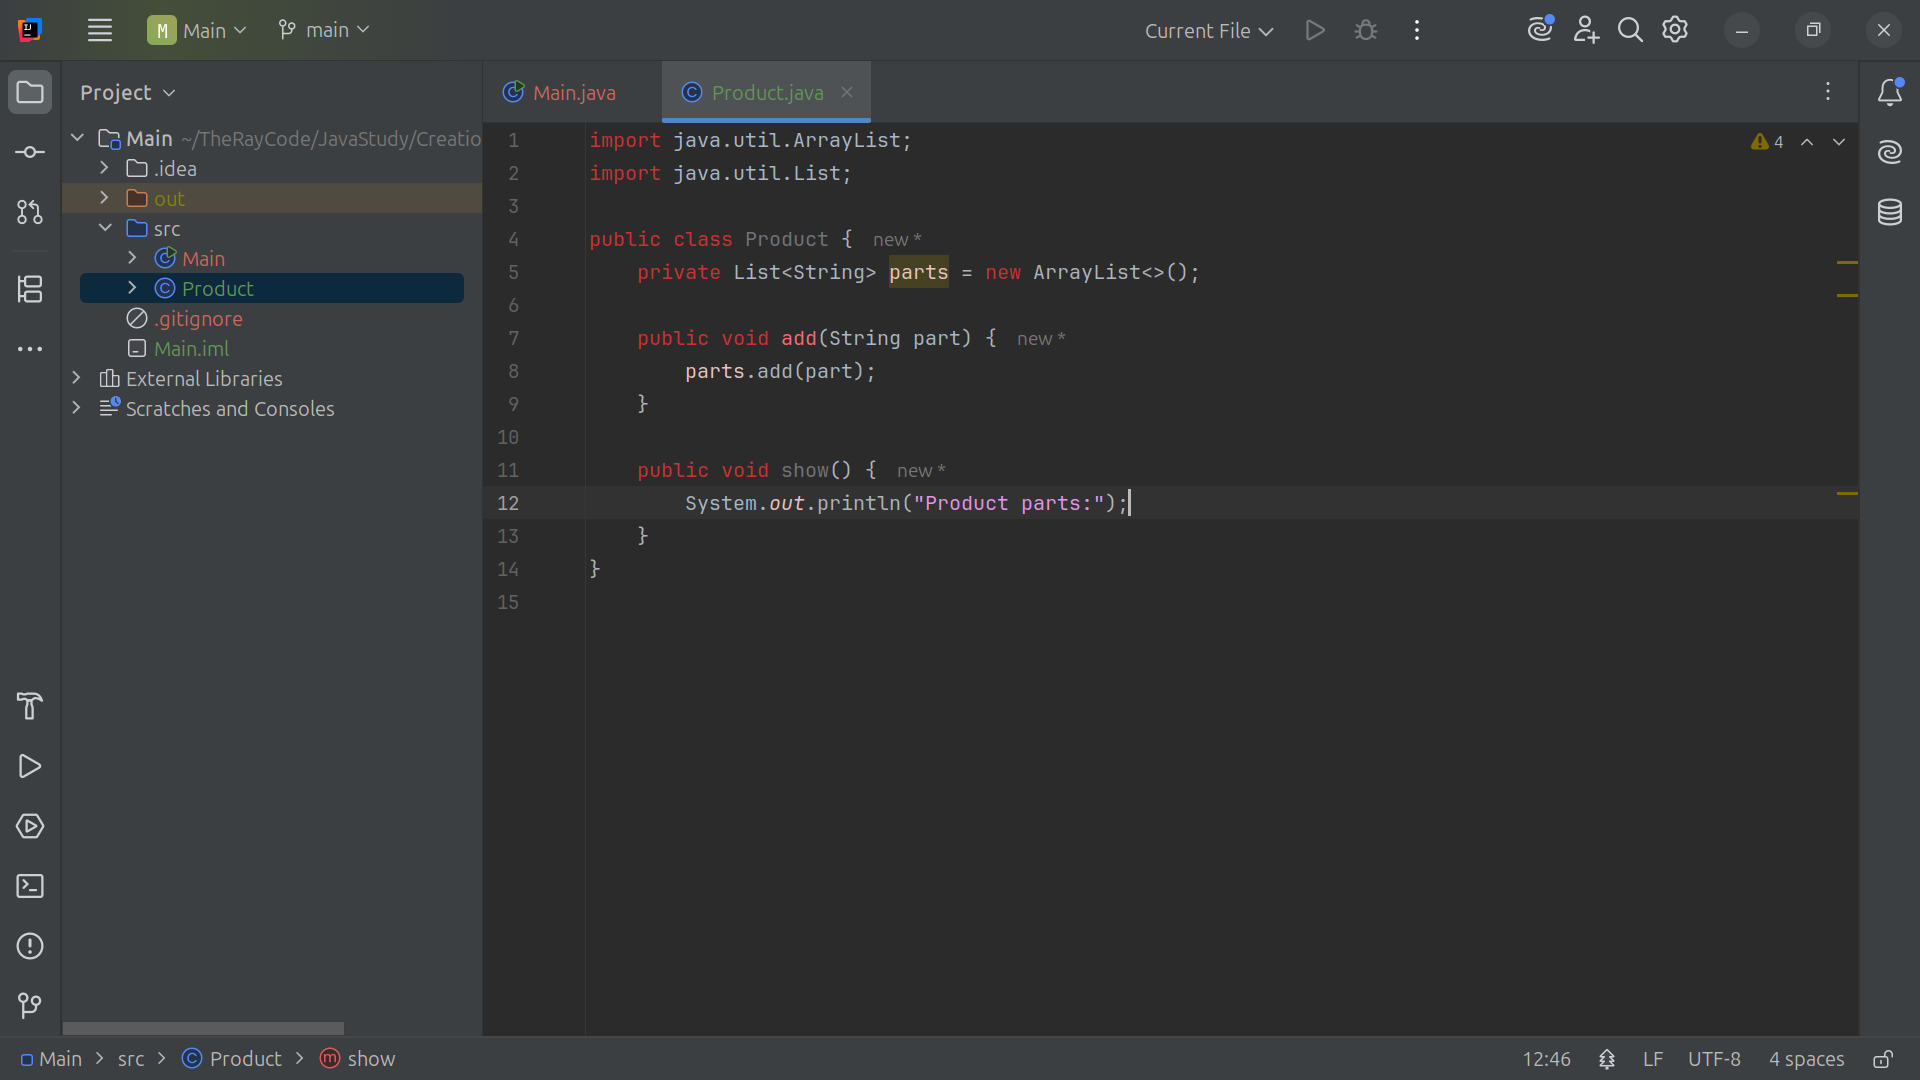 M Main main Current File
Project
Main.java Product.java
Main ~/TheRayCode/JavaStudy/Creatio
.idea
out
src
Main
Product
.gitignore
Main.iml
External Libraries
Scratches and Consoles
4
1 import java.util.ArrayList;
2 import java.util.List;
3
4 public class Product { new *
5 private List<String> parts = new ArrayList<>();
6
7 public void add(String part) { new *
8 parts.add(part);
9 }
10
11 public void show() { new *
12 System.out.println("Product parts:");
13 }
14 }
15
Main > src > Product > show
12:46 LF UTF-8 4 spaces